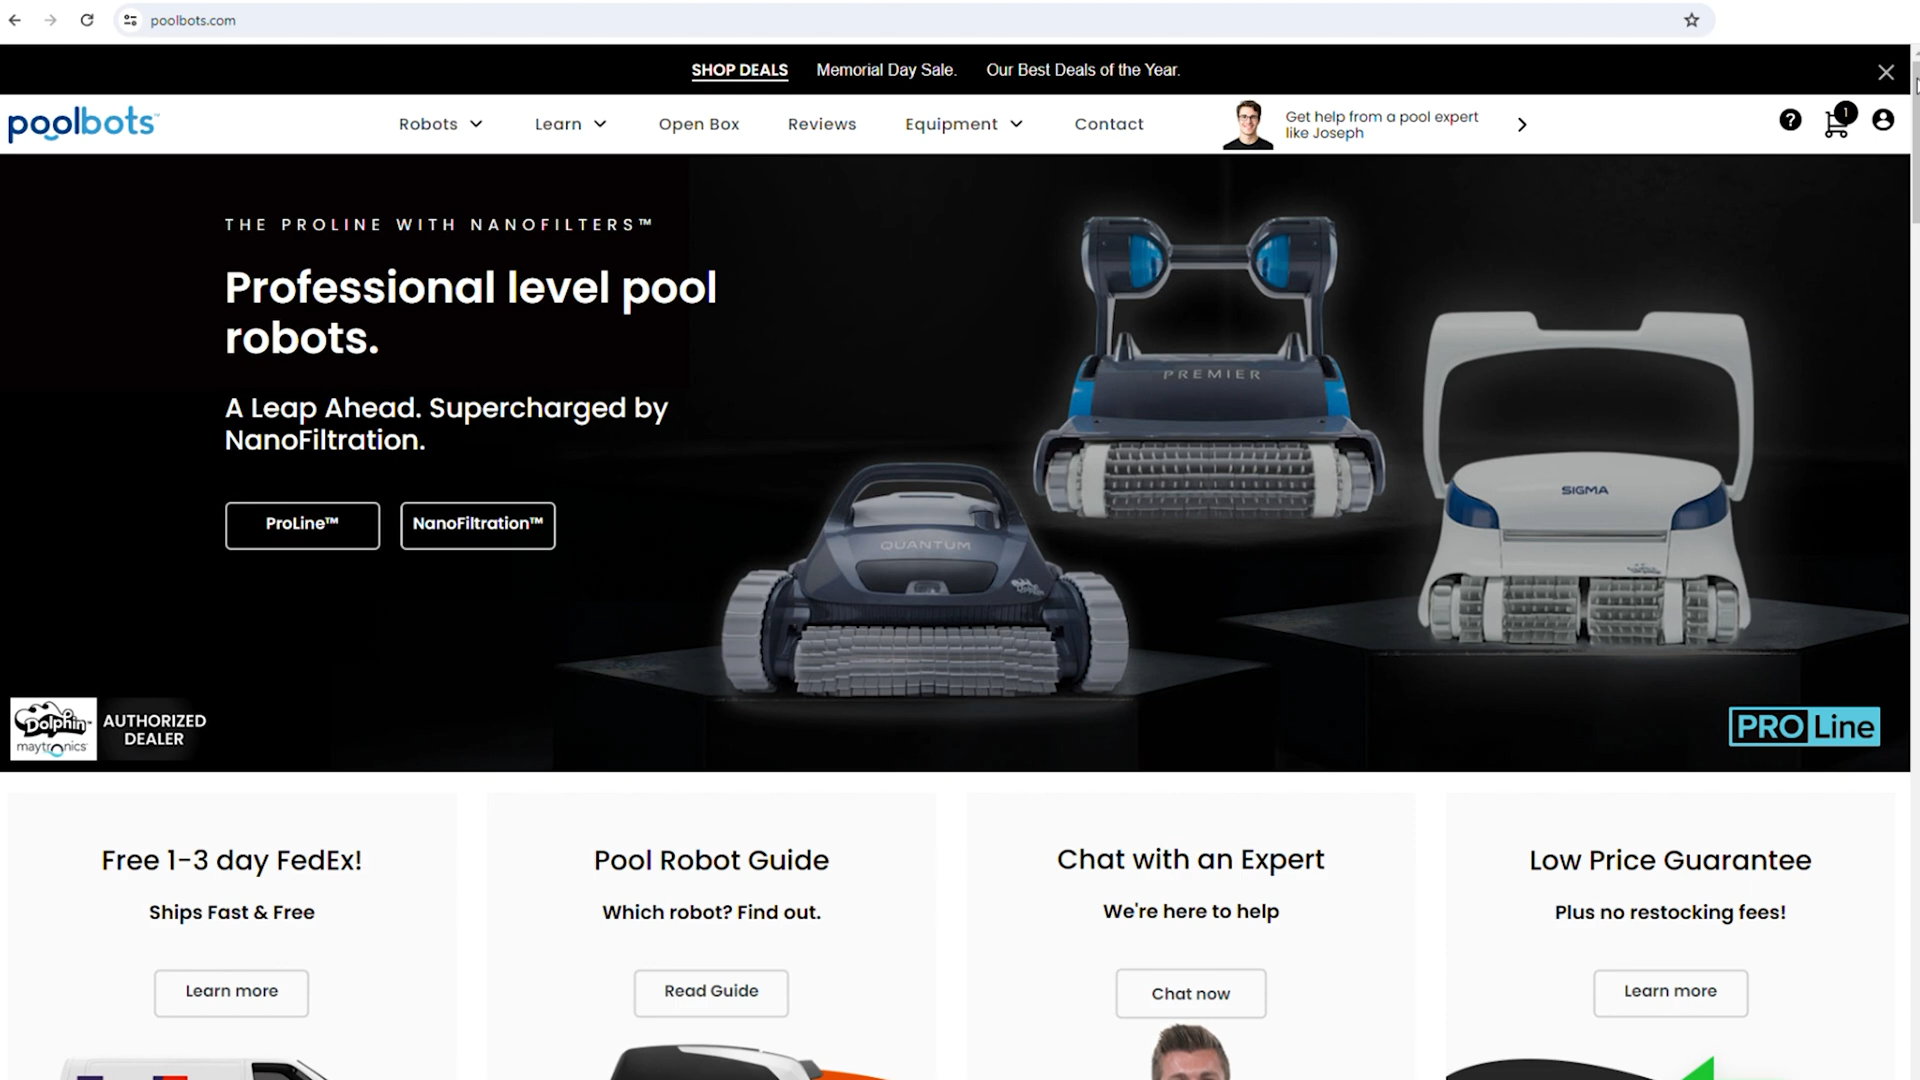 poolbots.com
SHOP DEALS Memorial Day Sale. Our Best Deals of the Year.
poolbots™
Robots Learn Open Box Reviews Equipment Contact
Get help from a pool expert
like Joseph
?
1
THE PROLINE WITH NANOFILTERS™
Professional level pool
robots.
A Leap Ahead. Supercharged by
NanoFiltration.
ProLine™ NanoFiltration™
PREMIER
SIGMA
QUANTUM
Dolphin
maytronics
AUTHORIZED
DEALER
PRO Line
Free 1-3 day FedEx!
Ships Fast & Free
Learn more
Pool Robot Guide
Which robot? Find out.
Read Guide
Chat with an Expert
We're here to help
Chat now
Low Price Guarantee
Plus no restocking fees!
Learn more